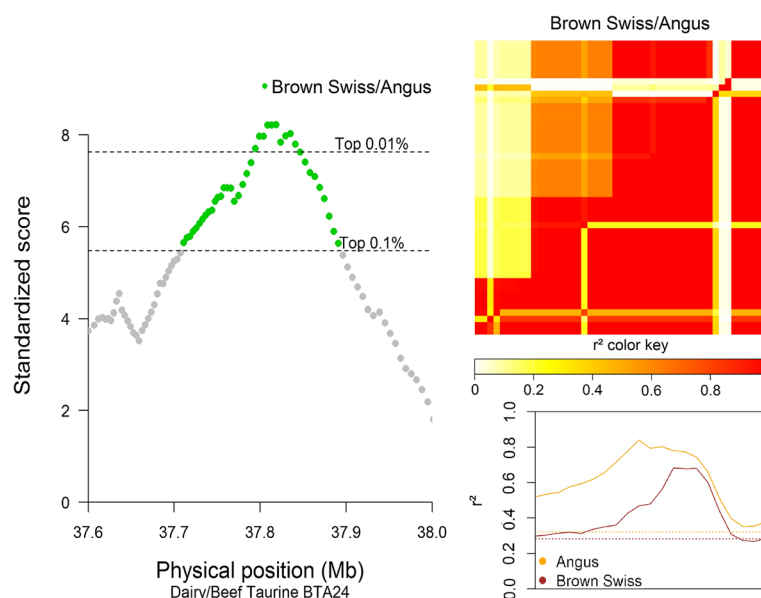 Brown Swiss/Angus
Standardized score
8
6
4
2
0
Top 0.01%
Top 0.1%
37.6 37.7 37.8 37.9 38.0
Physical position (Mb)
Dairy/Beef Taurine BTA24
Brown Swiss/Angus
r² color key
0 0.2 0.4 0.6 0.8
r²
1.0
0.8
0.6
0.4
0.2
0.0
Angus
Brown Swiss